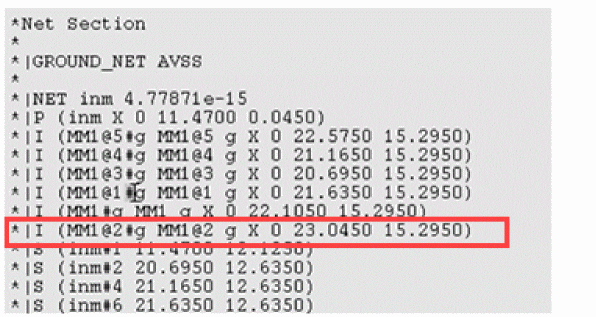 *Net Section
*
*|GROUND_NET AVSS
*
*|NET inm 4.77871e-15
*|P (inm X 0 11.4700 0.0450)
*|I (MM1@5#g MM1@5 g X 0 22.5750 15.2950)
*|I (MM1@4#g MM1@4 g X 0 21.1650 15.2950)
*|I (MM1@3#g MM1@3 g X 0 20.6950 15.2950)
*|I (MM1@1#g MM1@1 g X 0 21.6350 15.2950)
*|I (MM1#g MM1 g X 0 22.1050 15.2950)
*|I (MM1@2#g MM1@2 g X 0 23.0450 15.2950)
*|S (inm#1 11.4700 12.1250)
*|S (inm#2 20.6950 12.6350)
*|S (inm#4 21.1650 12.6350)
*|S (inm#6 21.6350 12.6350)